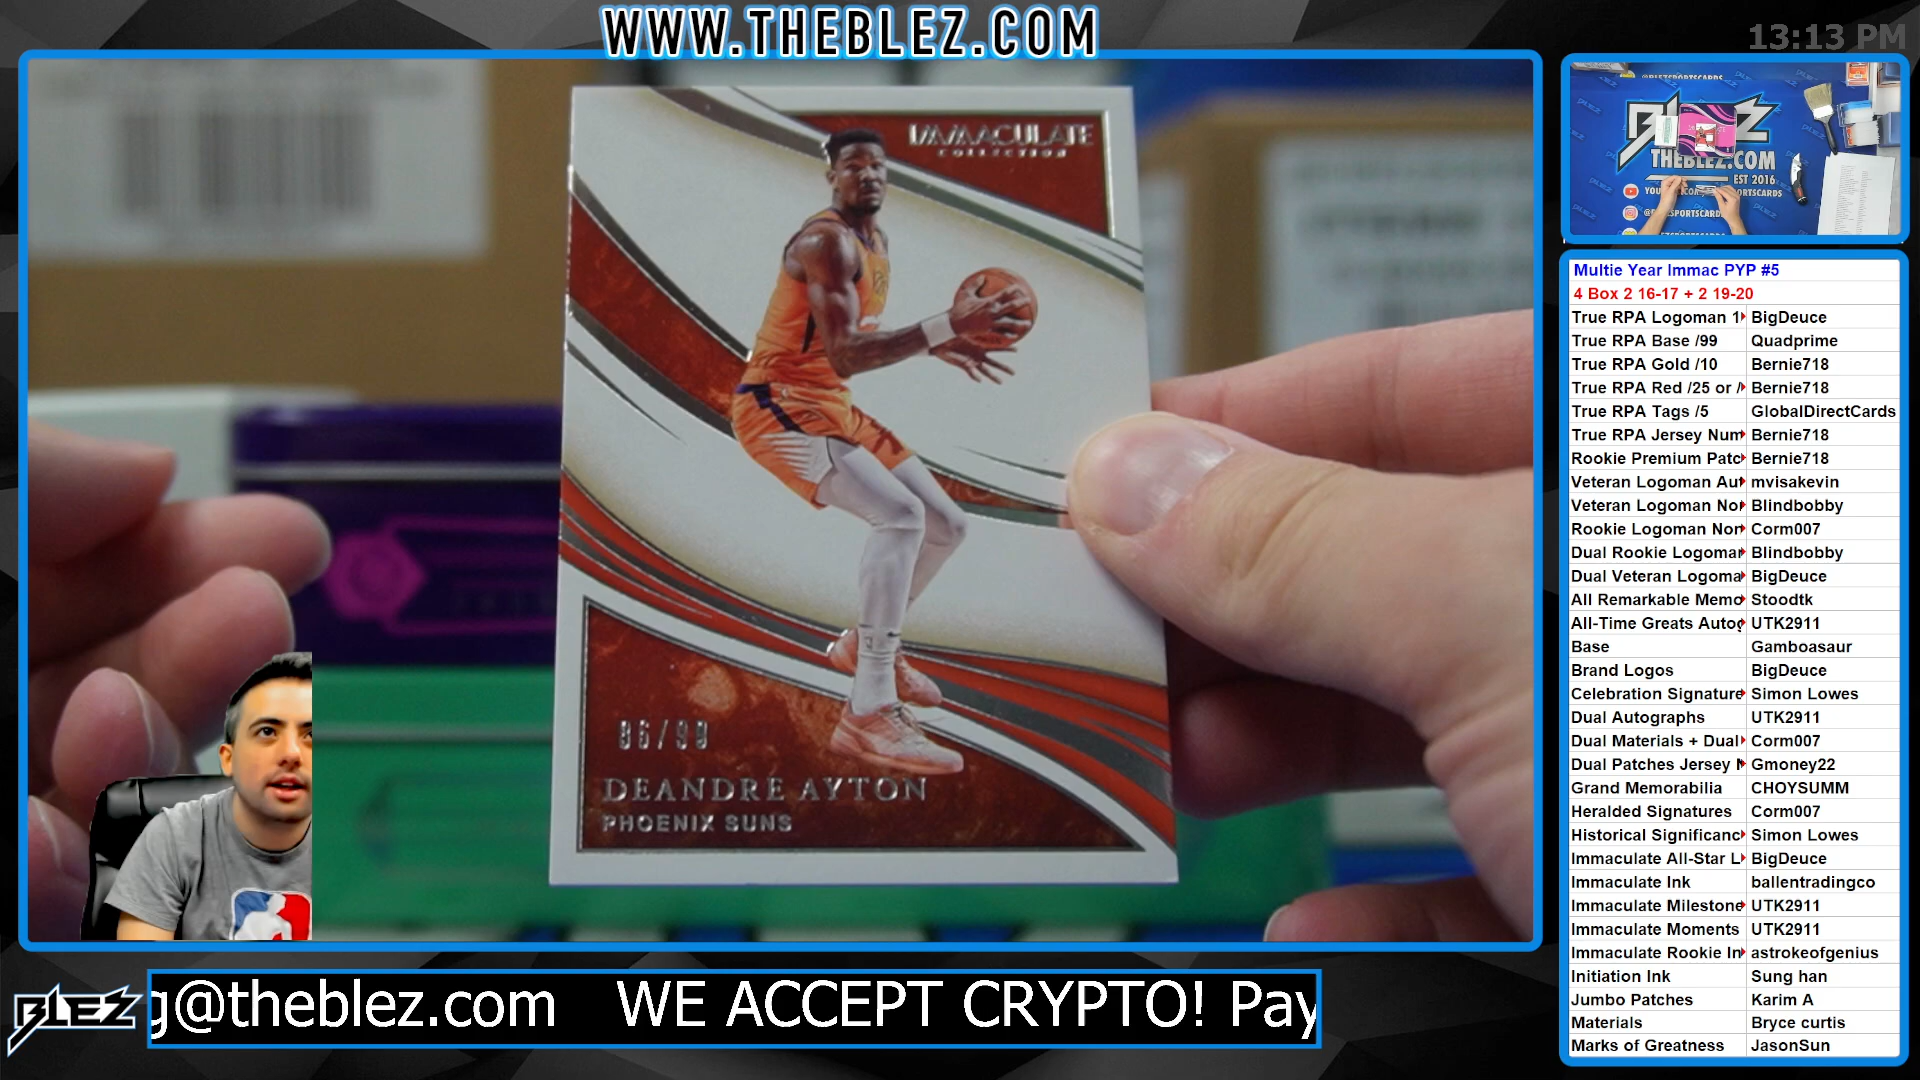 WWW.THEBLEZ.COM
13:13 PM
IMMACULATE
COLLECTION
86/99
DEANDRE AYTON
PHOENIX SUNS
BLEZ
THEBLEZ.COM
EST 2016
Multie Year Immac PYP #5
4 Box 2 16-17 + 2 19-20
True RPA Logoman 1 BigDeuce
True RPA Base /99 Quadprime
True RPA Gold /10 Bernie718
True RPA Red /25 or / Bernie718
True RPA Tags /5 GlobalDirectCards
True RPA Jersey Num Bernie718
Rookie Premium Patc Bernie718
Veteran Logoman Aut mvisakevin
Veteran Logoman No Blindbobby
Rookie Logoman Non Corm007
Dual Rookie Logoman Blindbobby
Dual Veteran Logoma BigDeuce
All Remarkable Memo Stoodtk
All-Time Greats Autog UTK2911
Base Gamboasaur
Brand Logos BigDeuce
Celebration Signature Simon Lowes
Dual Autographs UTK2911
Dual Materials + Dual Corm007
Dual Patches Jersey N Gmoney22
Grand Memorabilia CHOYSUMM
Heralded Signatures Corm007
Historical Significanc Simon Lowes
Immaculate All-Star L BigDeuce
Immaculate Ink ballentradingco
Immaculate Milestone UTK2911
Immaculate Moments UTK2911
Immaculate Rookie In astrokeofgenius
Initiation Ink Sung han
Jumbo Patches Karim A
Materials Bryce curtis
Marks of Greatness JasonSun
BLEZ
g@theblez.com WE ACCEPT CRYPTO! Pay